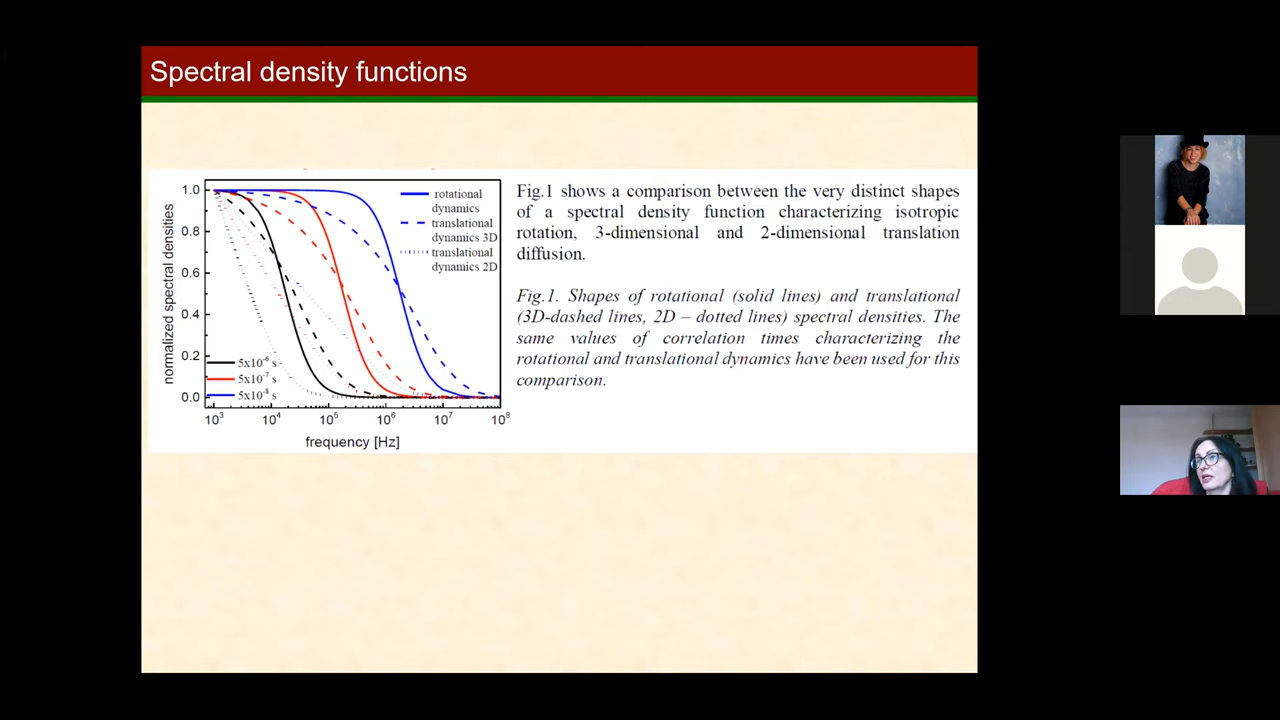 Spectral density functions
1.0
0.8
0.6
0.4
0.2
0.0
normalized spectral densities
rotational
dynamics
translational
dynamics 3D
translational
dynamics 2D
5x10⁻⁶ s
5x10⁻⁷ s
5x10⁻⁸ s
10³ 10⁴ 10⁵ 10⁶ 10⁷ 10⁸
frequency [Hz]
Fig.1 shows a comparison between the very distinct shapes
of a spectral density function characterizing isotropic
rotation, 3-dimensional and 2-dimensional translation
diffusion.
Fig.1. Shapes of rotational (solid lines) and translational
(3D-dashed lines, 2D – dotted lines) spectral densities. The
same values of correlation times characterizing the
rotational and translational dynamics have been used for this
comparison.